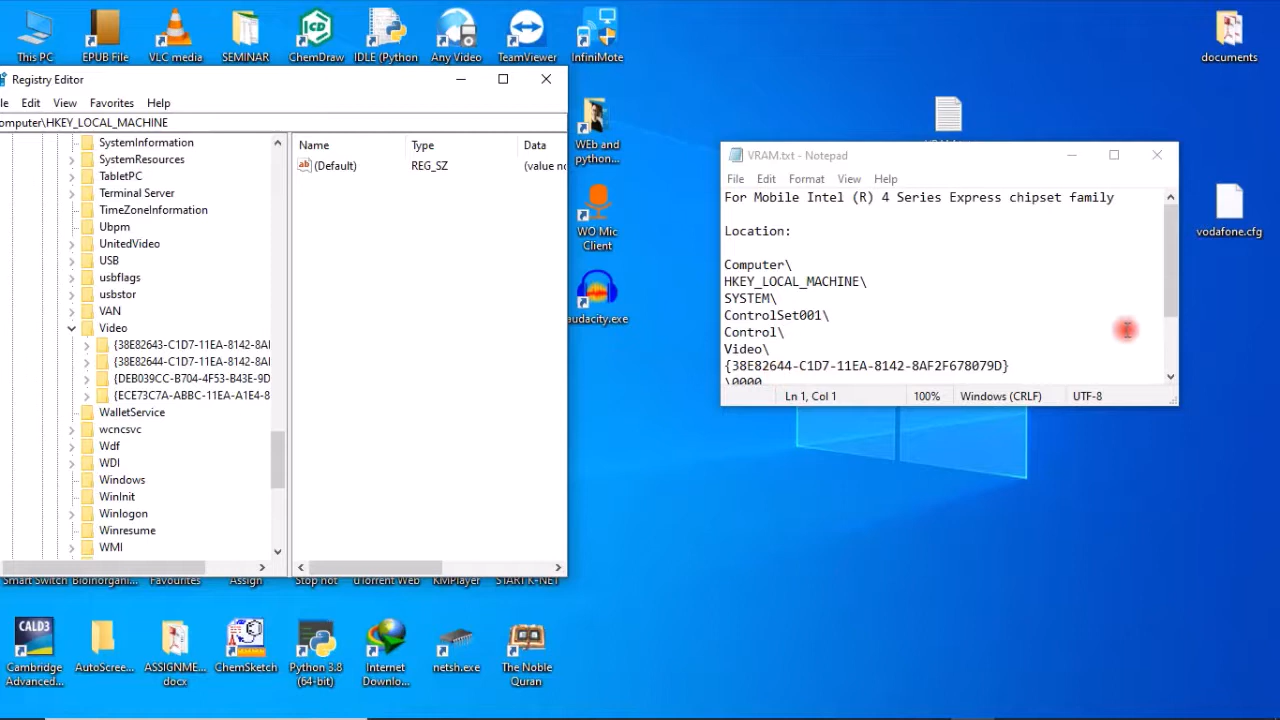 This PC
EPUB File
VLC media
SEMINAR
ChemDraw
IDLE (Python
Any Video
TeamViewer
InfiniMote
documents
Registry Editor
Edit View Favorites Help
omputer\HKEY_LOCAL_MACHINE
SystemInformation
SystemResources
TabletPC
Terminal Server
TimeZoneInformation
Ubpm
UnitedVideo
USB
usbflags
usbstor
VAN
Video
{38E82643-C1D7-11EA-8142-8AI
{38E82644-C1D7-11EA-8142-8AI
{DEB039CC-B704-4F53-B43E-9D
{ECE73C7A-ABBC-11EA-A1E4-8
WalletService
wcncsvc
Wdf
WDI
Windows
WinInit
Winlogon
Winresume
WMI
Name Type Data
ab (Default) REG_SZ (value no
WEb and
python...
WO Mic
Client
audacity.exe
VRAM.txt - Notepad
File Edit Format View Help
For Mobile Intel (R) 4 Series Express chipset family
Location:
Computer\
HKEY_LOCAL_MACHINE\
SYSTEM\
ControlSet001\
Control\
Video\
{38E82644-C1D7-11EA-8142-8AF2F678079D}
\0000
Ln 1, Col 1 100% Windows (CRLF) UTF-8
vodafone.cfg
Smart Switch
Bioinorgani...
Favourites
Assign
Stop not
uTorrent Web
KMPlayer
START K-NET
CALD3
Cambridge
Advanced...
AutoScree...
ASSIGNME...
docx
ChemSketch
Python 3.8
(64-bit)
Internet
Downlo...
netsh.exe
The Noble
Quran